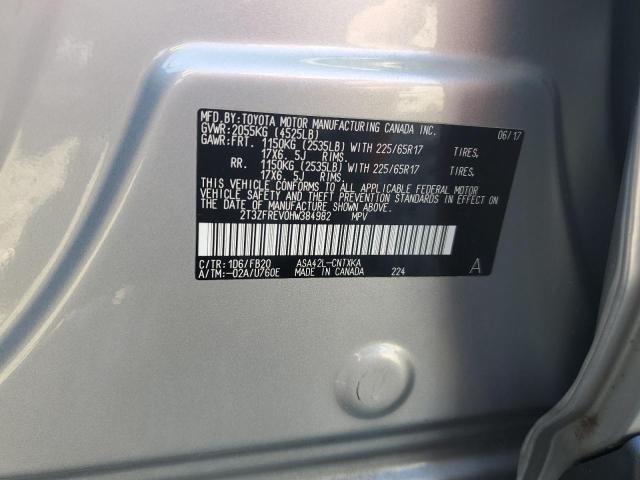 MFD.BY:TOYOTA MOTOR MANUFACTURING CANADA INC. 06/17
GVWR:2055KG (4525LB)
GAWR:FRT. 1150KG (2535LB) WITH 225/65R17 TIRES,
17X6.5J RIMS.
RR. 1150KG (2535LB) WITH 225/65R17 TIRES,
17X6.5J RIMS.
THIS VEHICLE CONFORMS TO ALL APPLICABLE FEDERAL MOTOR
VEHICLE SAFETY AND THEFT PREVENTION STANDARDS IN EFFECT
ON THE DATE OF MANUFACTURE SHOWN ABOVE.
2T3ZFREV0HW384982 MPV
C/TR:1D6/FB20 ASA42L-CNTXKA
A/TM:-02A/U760E MADE IN CANADA 224 A